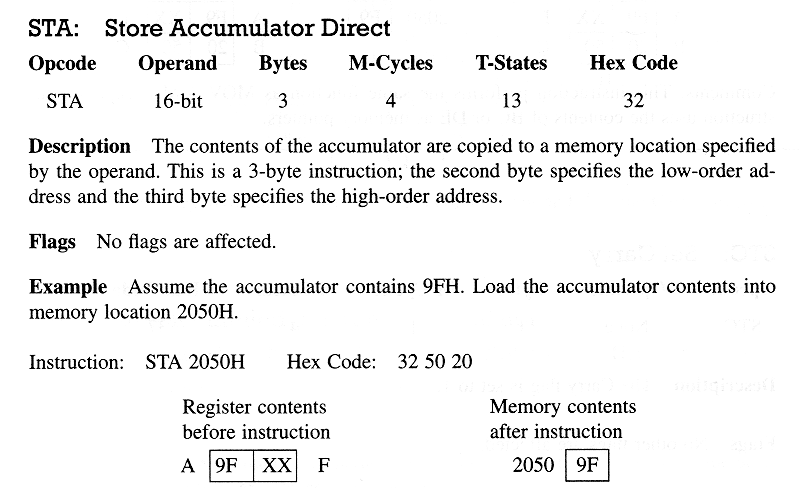 STA: Store Accumulator Direct
Opcode Operand Bytes M-Cycles T-States Hex Code
STA 16-bit 3 4 13 32
Description The contents of the accumulator are copied to a memory location specified
by the operand. This is a 3-byte instruction; the second byte specifies the low-order ad-
dress and the third byte specifies the high-order address.
Flags No flags are affected.
Example Assume the accumulator contains 9FH. Load the accumulator contents into
memory location 2050H.
Instruction: STA 2050H Hex Code: 32 50 20
Register contents Memory contents
before instruction after instruction
A 9F XX F 2050 9F